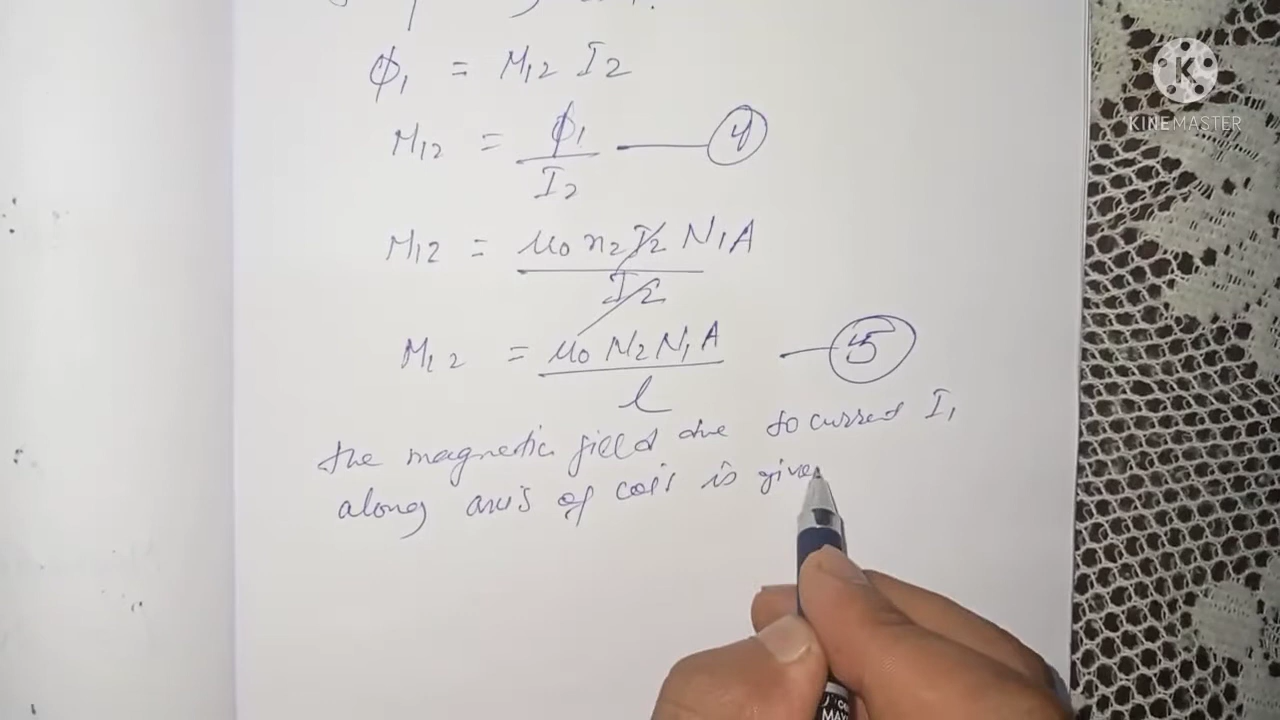 ϕ1 = M12 I2
M12 = ϕ1 / I2 — 4
M12 = μ0 n2 I2 N1 A / I2
M12 = μ0 N2 N1 A / l — 5
the magnetic field due to current I1
along axis of coil is given
K
KINEMASTER